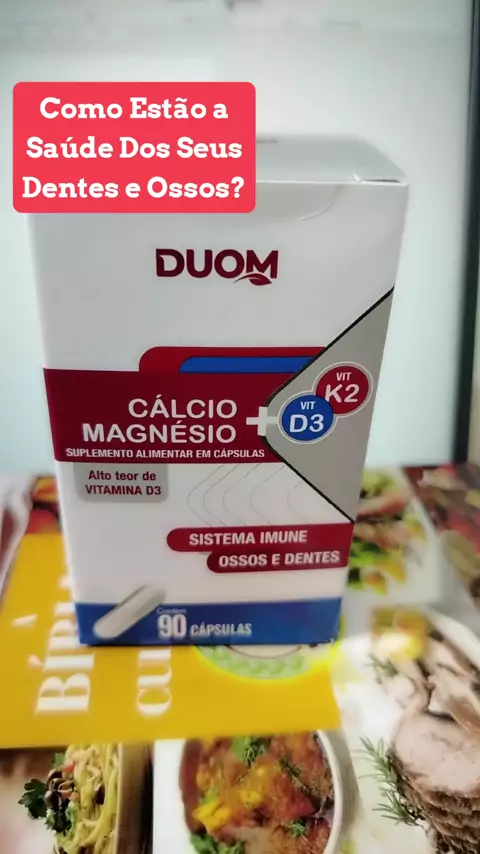 Como Estão a
Saúde Dos Seus
Dentes e Ossos?
DUOM
VIT
K2
VIT
D3
CÁLCIO
MAGNÉSIO +
SUPLEMENTO ALIMENTAR EM CÁPSULAS
Alto teor de
VITAMINA D3
SISTEMA IMUNE
OSSOS E DENTES
Contém
90 CÁPSULAS
A